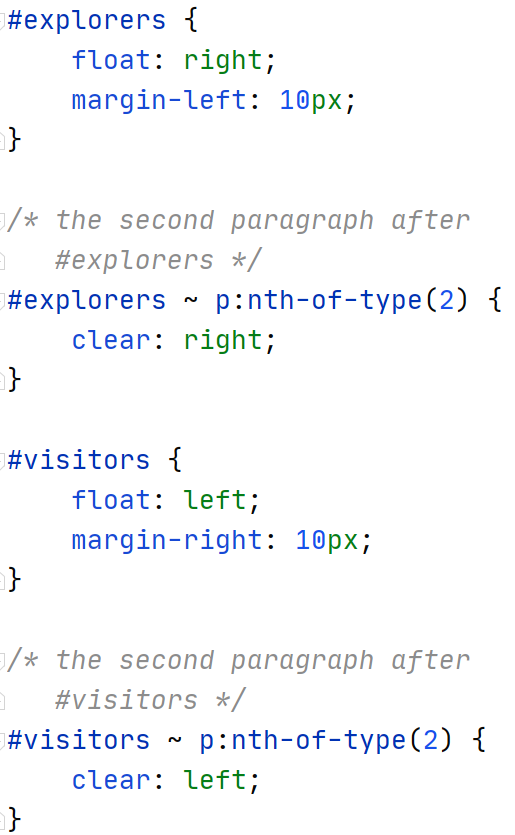 #explorers {
    float: right;
    margin-left: 10px;
}

/* the second paragraph after
   #explorers */
#explorers ~ p:nth-of-type(2) {
    clear: right;
}

#visitors {
    float: left;
    margin-right: 10px;
}

/* the second paragraph after
   #visitors */
#visitors ~ p:nth-of-type(2) {
    clear: left;
}